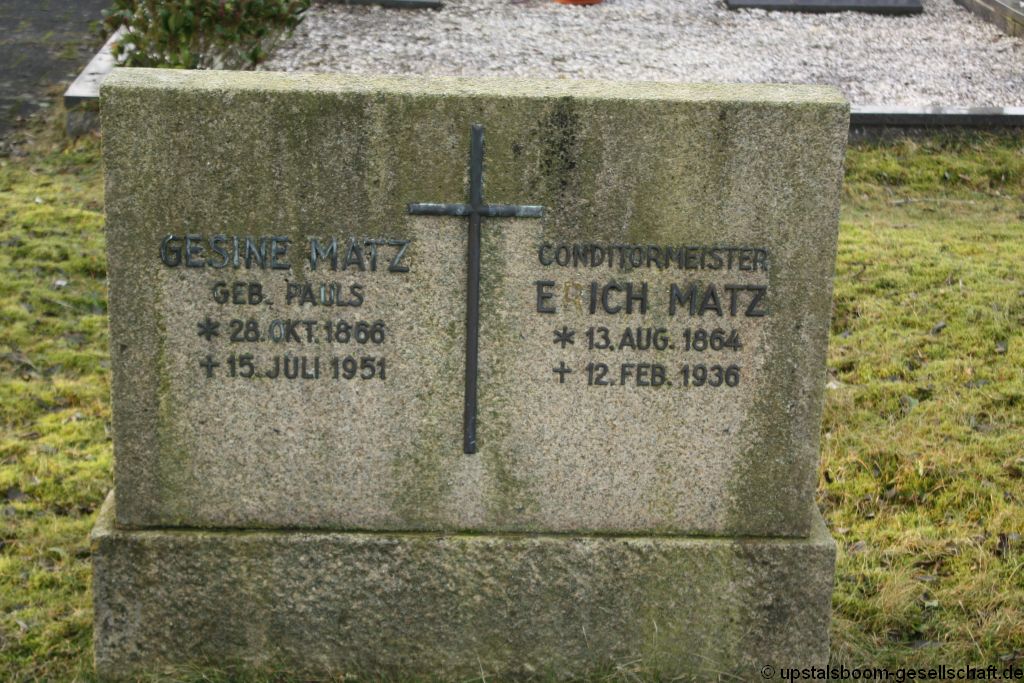 GESINE MATZ
GEB. PAULS
* 28. OKT. 1866
+ 15. JULI 1951
CONDITORMEISTER
ERICH MATZ
* 13. AUG. 1864
+ 12. FEB. 1936
© upstalsboom-gesellschaft.de